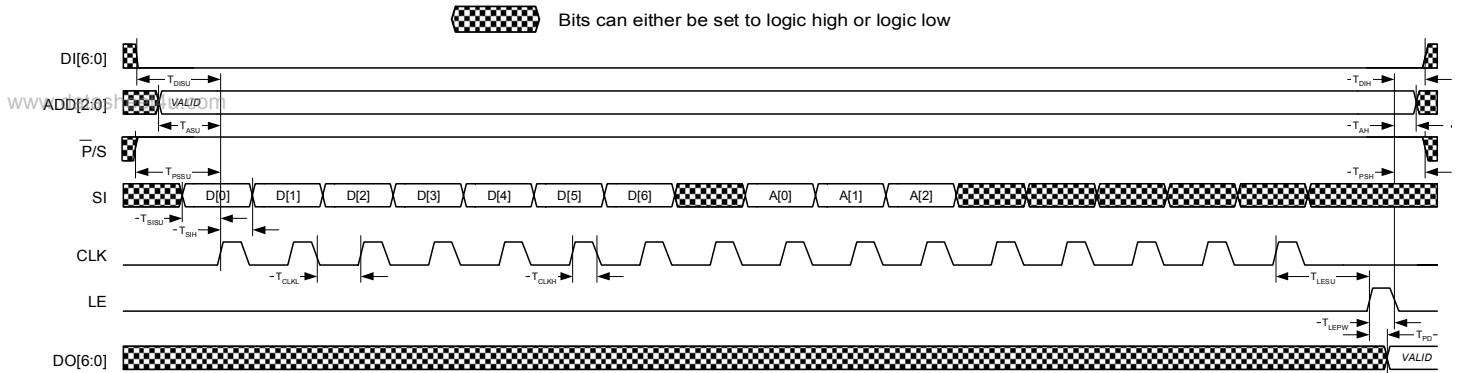 Bits can either be set to logic high or logic low
DI[6:0]
T_DISU
-T_DIH
ADD[2:0]
VALID
T_ASU
-T_AH
P̅/S
T_PSSU
-T_PSH
SI
D[0] D[1] D[2] D[3] D[4] D[5] D[6] A[0] A[1] A[2]
-T_SISU
-T_SIH
CLK
-T_CLKL
-T_CLKH
T_LESU
LE
-T_LEPW
T_PD-
DO[6:0]
VALID